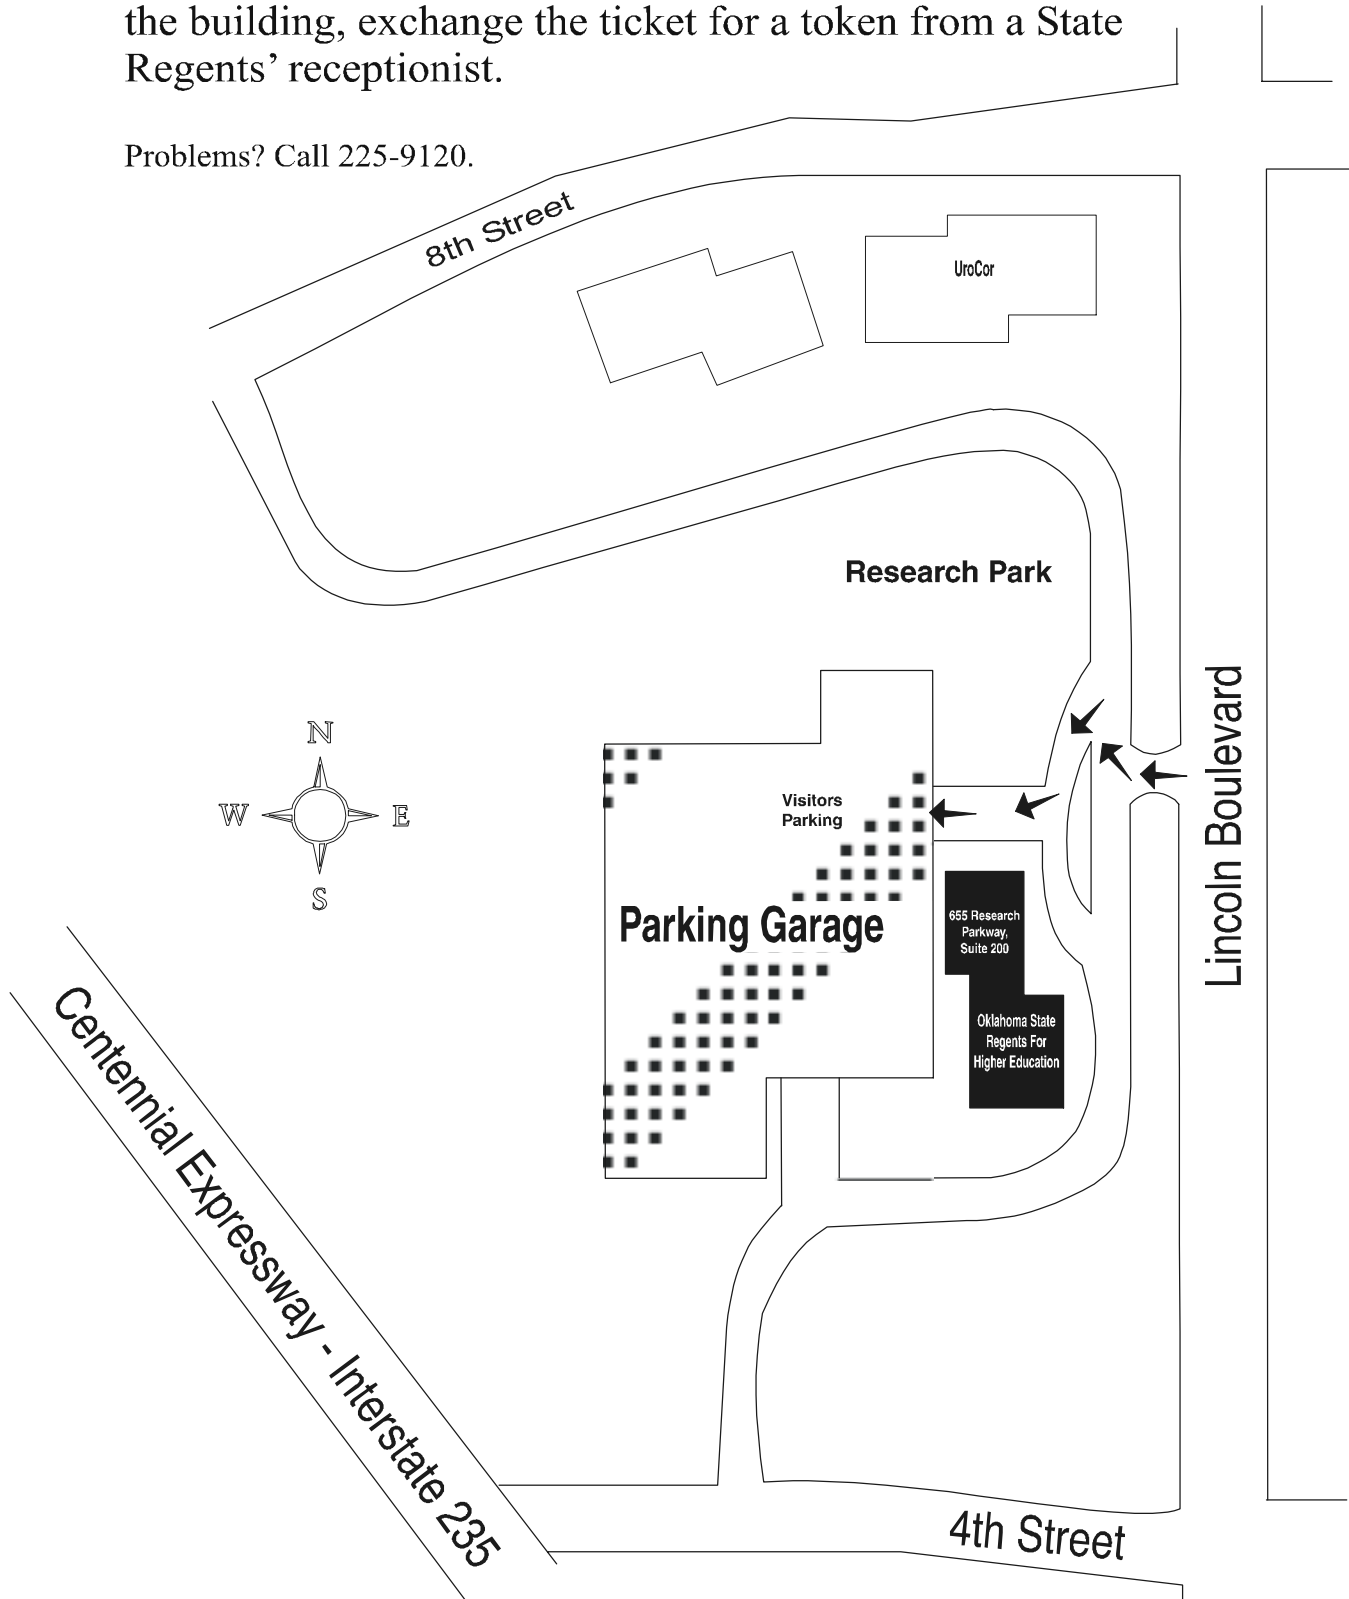 the building, exchange the ticket for a token from a State
Regents’ receptionist.
Problems? Call 225-9120.
8th Street
UroCor
Research Park
N
W
E
S
Visitors
Parking
Parking Garage
655 Research
Parkway,
Suite 200
Oklahoma State
Regents For
Higher Education
Lincoln Boulevard
Centennial Expressway - Interstate 235
4th Street